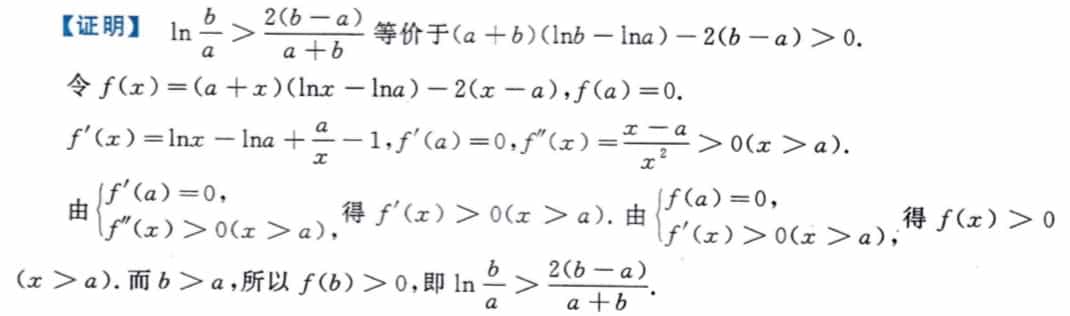 【证明】 ln b/a > 2(b-a)/(a+b) 等价于(a+b)(lnb-lna)-2(b-a)>0.
令 f(x)=(a+x)(lnx-lna)-2(x-a),f(a)=0.
f′(x)=lnx-lna+a/x-1,f′(a)=0,f″(x)=(x-a)/x²>0(x>a).
由{f′(a)=0, f″(x)>0(x>a), 得 f′(x)>0(x>a). 由{f(a)=0, f′(x)>0(x>a), 得 f(x)>0
(x>a). 而 b>a,所以 f(b)>0,即 ln b/a > 2(b-a)/(a+b).